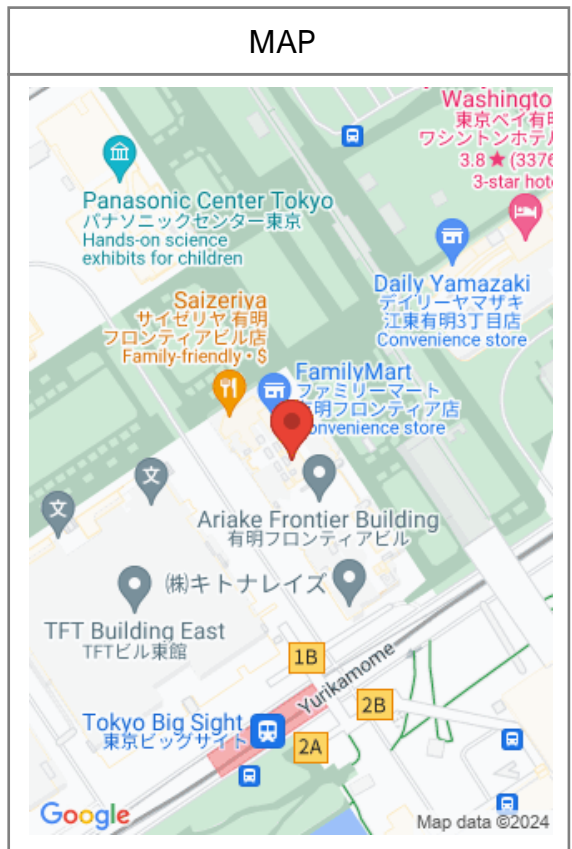 MAP
Washingto
東京ベイ有明
ワシントンホテル
3.8★ (3376
3-star hote
Panasonic Center Tokyo
パナソニックセンター東京
Hands-on science
exhibits for children
Daily Yamazaki
デイリーヤマザキ
江東有明3丁目店
Convenience store
Saizeriya
サイゼリヤ 有明
フロンティアビル店
Family-friendly • $
FamilyMart
ファミリーマート
有明フロンティア店
Convenience store
文
文
Ariake Frontier Building
有明フロンティアビル
㈱キトナレイズ
TFT Building East
TFTビル東館
1B
Yurikamome
2B
Tokyo Big Sight
東京ビッグサイト
2A
Google
Map data ©2024